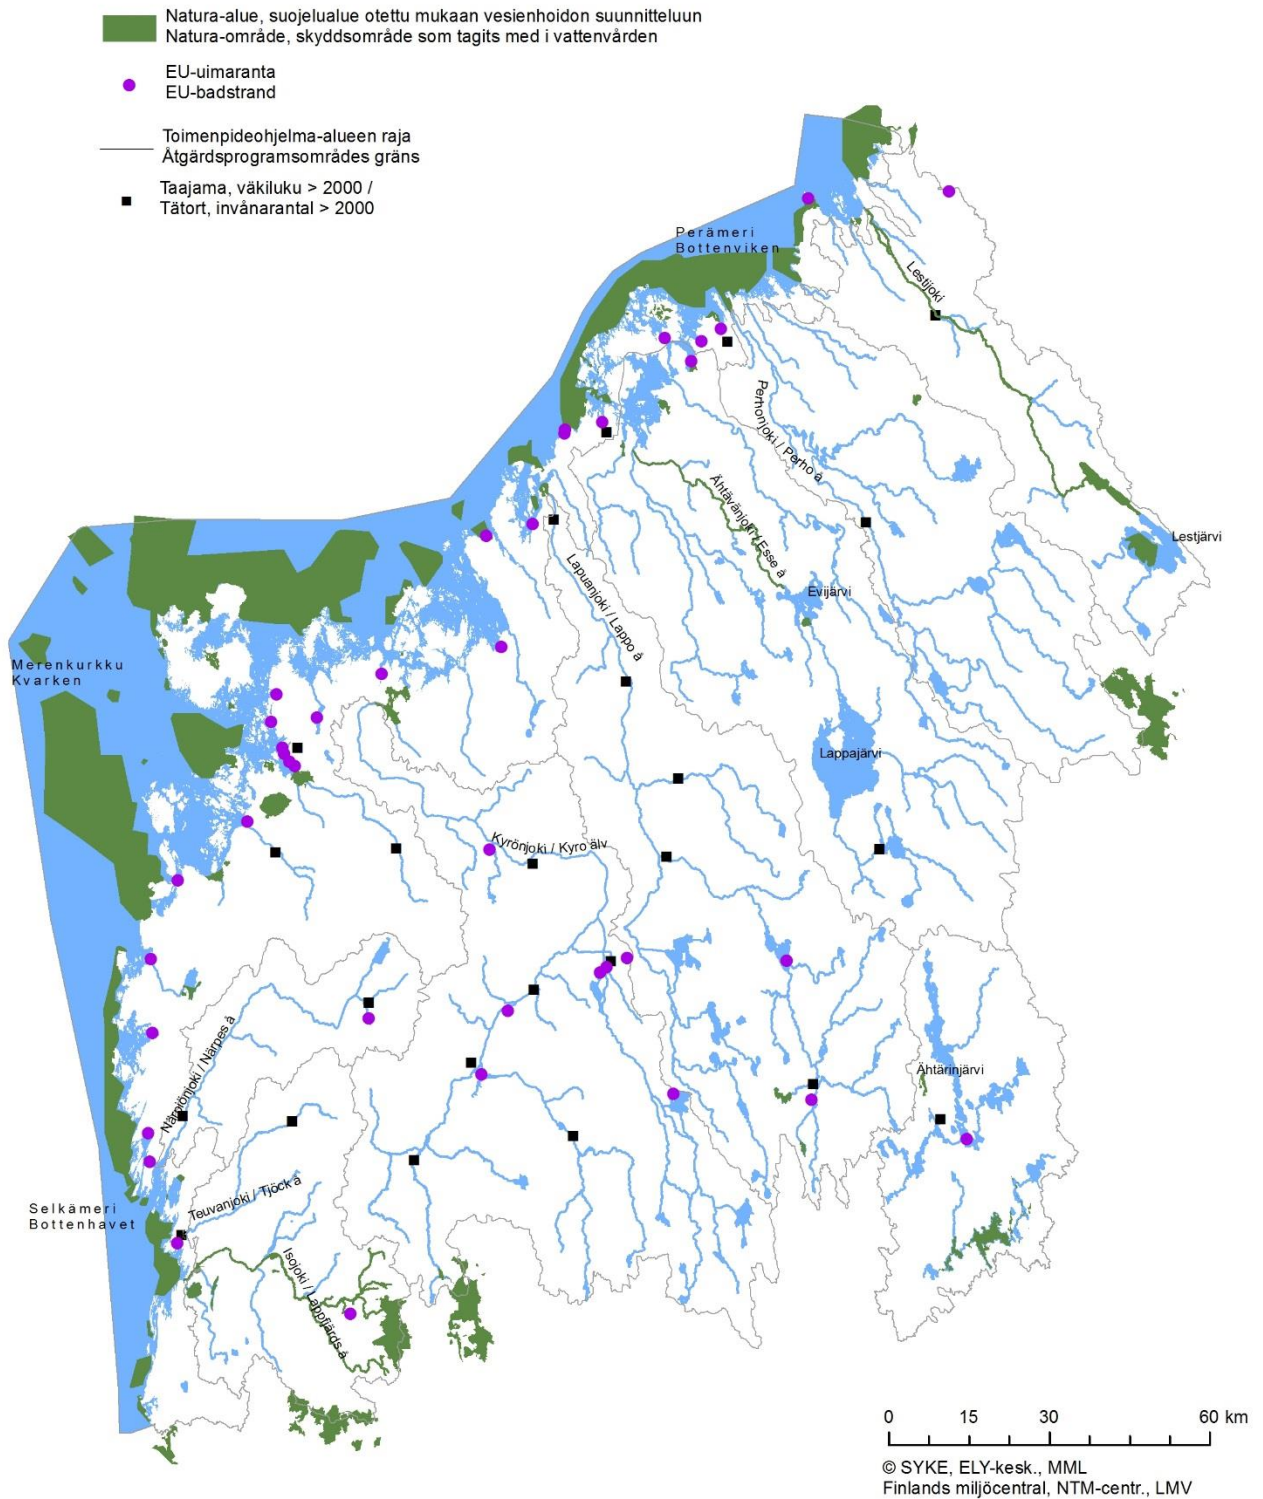 Natura-alue, suojelualue otettu mukaan vesienhoidon suunnitteluun
Natura-område, skyddsområde som tagits med i vattenvården
EU-uimaranta
EU-badstrand
Toimenpideohjelma-alueen raja
Åtgärdsprogramsområdes gräns
Taajama, väkiluku > 2000 /
Tätort, invånarantal > 2000
Perämeri
Bottenviken
Lestijoki
Perhonjoki / Perho å
Ähtävänjoki / Esse å
Lestjärvi
Lapuanjoki / Lappo å
Evijärvi
Merenkurkku
Kvarken
Lappajärvi
Kyrönjoki / Kyro älv
Närpiönjoki / Närpes å
Ähtärinjärvi
Teuvanjoki / Tjöck å
Selkämeri
Bottenhavet
Isojoki / Lappfjärds å
0 15 30 60 km
© SYKE, ELY-kesk., MML
Finlands miljöcentral, NTM-centr., LMV